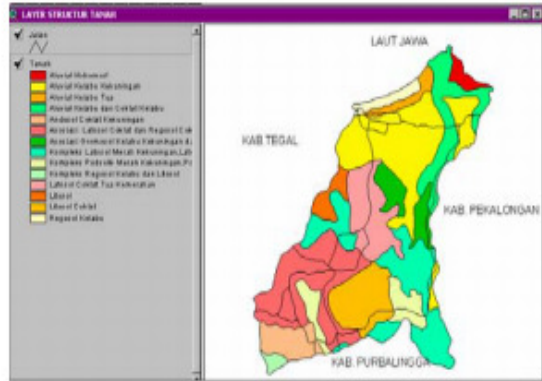 LAYER STRUKTUR TANAH
Jalan
Tanah
Aluvial Hidromorf
Aluvial Kelabu Kekuningan
Aluvial Kelabu Tua
Aluvial Kelabu dan Coklat Kelabu
Andosol Coklat Kekuningan
Asosiasi Latosol Coklat dan Regosol Cok
Asosiasi Kelabu Kekuningan d
Kompleks Latosol Merah Kekuningan, Lat
Kompleks Podsolik Merah Kekuningan, Po
Kompleks Regosol Kelabu dan Litosol
Latosol Coklat Tua Kemerahan
Litosol
Litosol Coklat
Regosol Kelabu
LAUT JAWA
KAB TEGAL
KAB. PEKALONGAN
KAB. PURBALINGGA